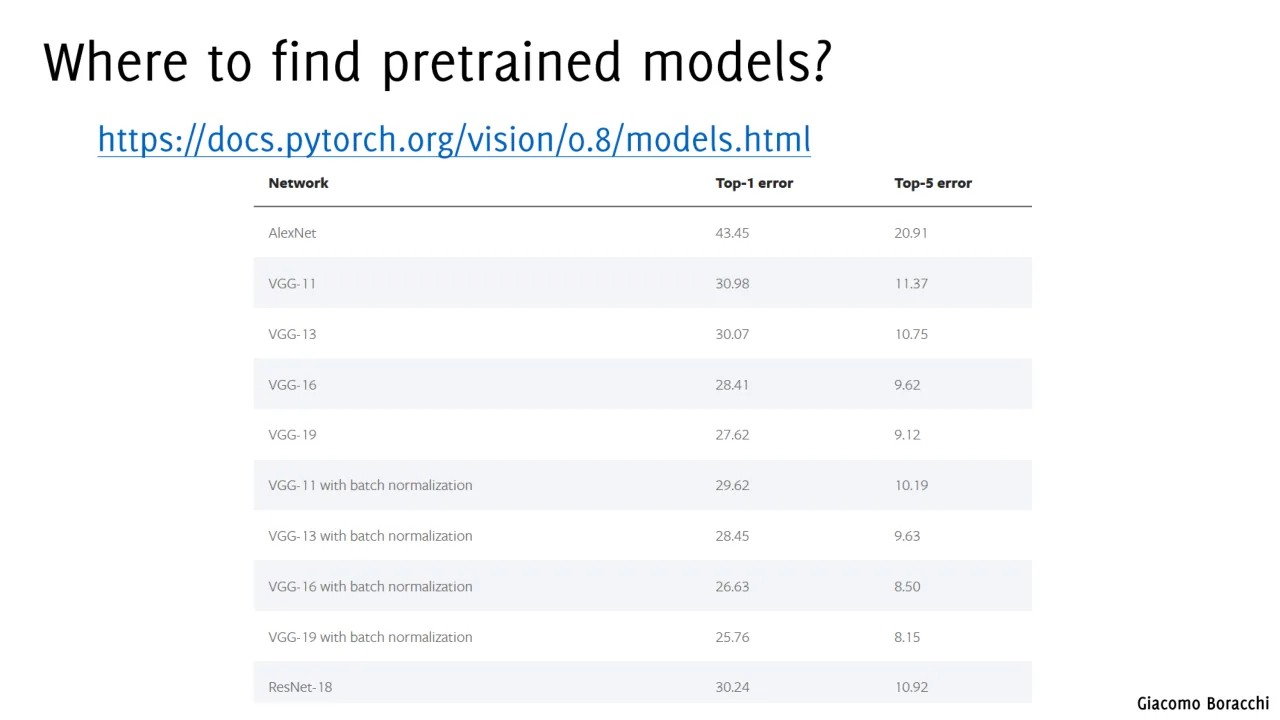 Where to find pretrained models?
https://docs.pytorch.org/vision/0.8/models.html
Network Top-1 error Top-5 error
AlexNet 43.45 20.91
VGG-11 30.98 11.37
VGG-13 30.07 10.75
VGG-16 28.41 9.62
VGG-19 27.62 9.12
VGG-11 with batch normalization 29.62 10.19
VGG-13 with batch normalization 28.45 9.63
VGG-16 with batch normalization 26.63 8.50
VGG-19 with batch normalization 25.76 8.15
ResNet-18 30.24 10.92
Giacomo Boracchi